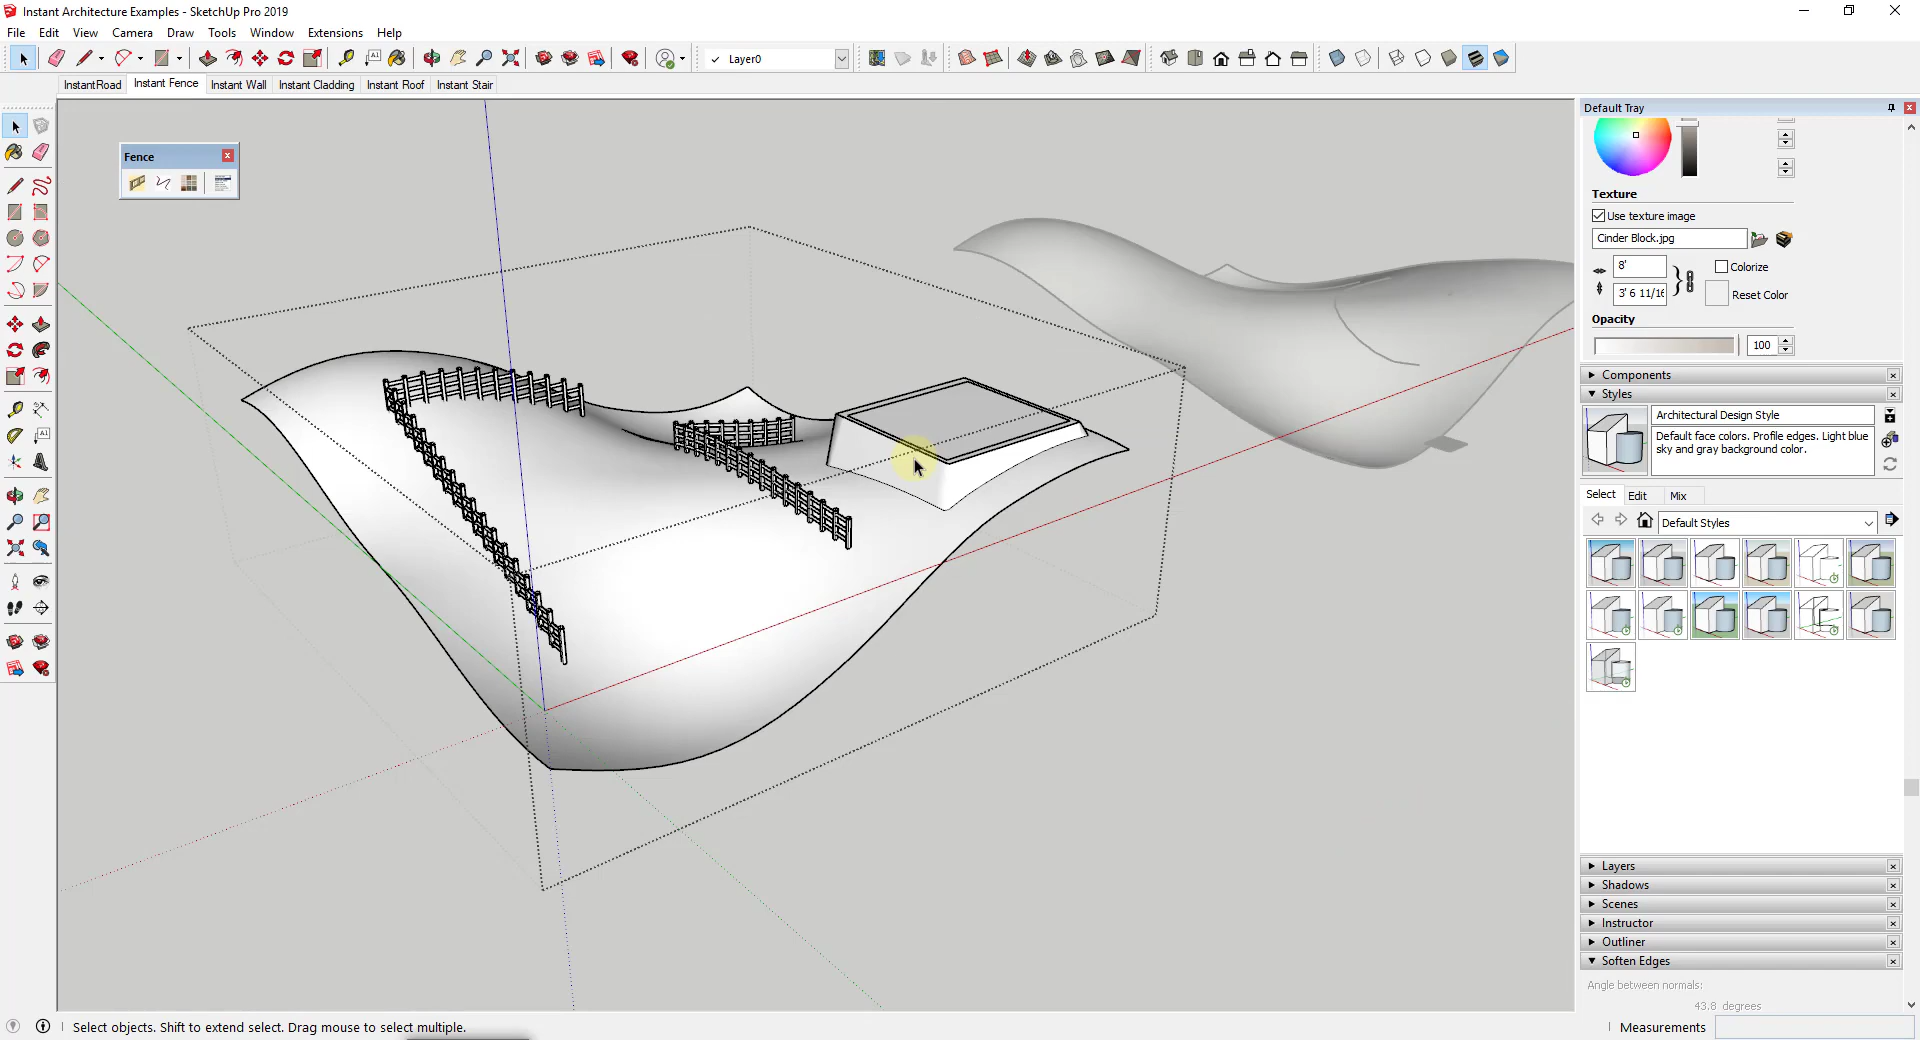 Instant Architecture Examples - SketchUp Pro 2019
File Edit View Camera Draw Tools Window Extensions Help
Layer0
InstantRoad Instant Fence Instant Wall Instant Cladding Instant Roof Instant Stair
Default Tray
Fence
Texture
Use texture image
Cinder Block.jpg
8'
Colorize
3' 6 11/16
Reset Color
Opacity
100
Components
Styles
Architectural Design Style
Default face colors. Profile edges. Light blue
sky and gray background color.
Select Edit Mix
Default Styles
Layers
Shadows
Scenes
Instructor
Outliner
Soften Edges
Angle between normals:
43.8 degrees
Select objects. Shift to extend select. Drag mouse to select multiple.
Measurements